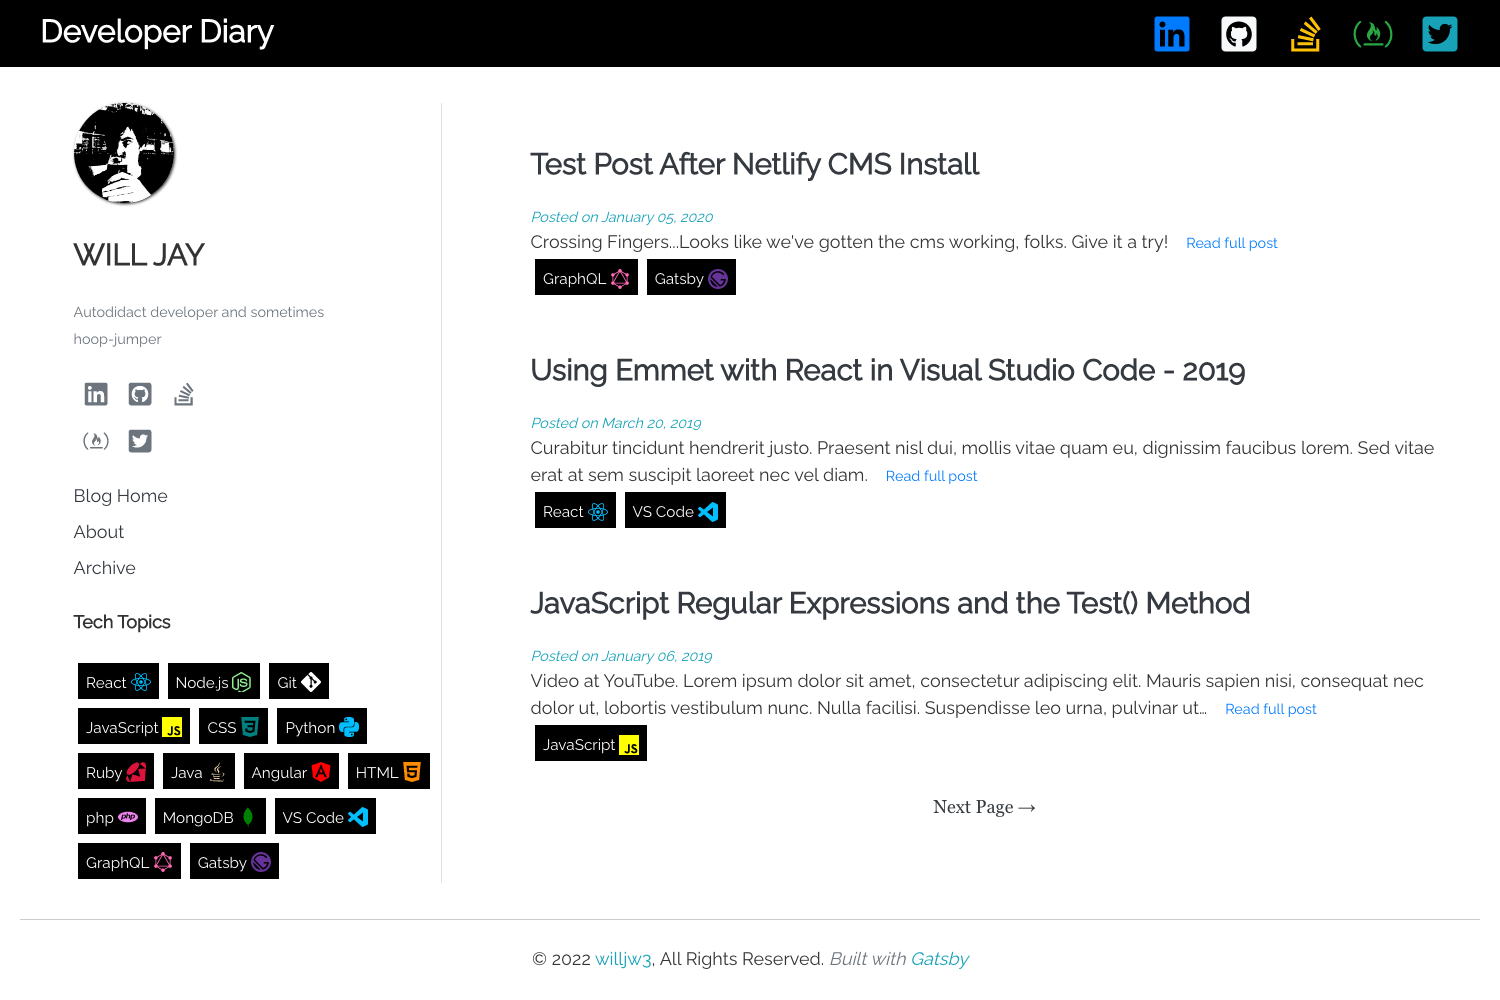 Developer Diary
WILL JAY
Autodidact developer and sometimes
hoop-jumper
Blog Home
About
Archive
Tech Topics
React Node.js Git
JavaScript JS CSS Python
Ruby Java Angular HTML
php php MongoDB VS Code
GraphQL Gatsby
Test Post After Netlify CMS Install
Posted on January 05, 2020
Crossing Fingers...Looks like we've gotten the cms working, folks. Give it a try! Read full post
GraphQL Gatsby
Using Emmet with React in Visual Studio Code - 2019
Posted on March 20, 2019
Curabitur tincidunt hendrerit justo. Praesent nisl dui, mollis vitae quam eu, dignissim faucibus lorem. Sed vitae
erat at sem suscipit laoreet nec vel diam. Read full post
React VS Code
JavaScript Regular Expressions and the Test() Method
Posted on January 06, 2019
Video at YouTube. Lorem ipsum dolor sit amet, consectetur adipiscing elit. Mauris sapien nisi, consequat nec
dolor ut, lobortis vestibulum nunc. Nulla facilisi. Suspendisse leo urna, pulvinar ut… Read full post
JavaScript JS
Next Page →
© 2022 willjw3, All Rights Reserved. Built with Gatsby